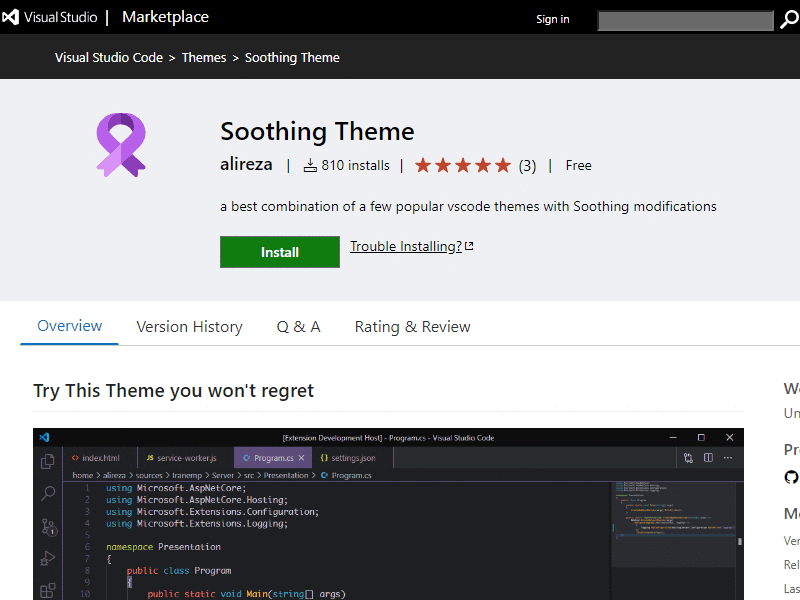 Visual Studio | Marketplace
Sign in
Visual Studio Code > Themes > Soothing Theme
Soothing Theme
alireza | 810 installs | (3) | Free
a best combination of a few popular vscode themes with Soothing modifications
Install
Trouble Installing?
Overview
Version History
Q & A
Rating & Review
Try This Theme you won't regret
[Extension Development Host] - Program.cs - Visual Studio Code
index.html
JS service-worker.js
Program.cs
{} settings.json
home > alireza > sources > tranemp > Server > src > Presentation > Program.cs
1 using Microsoft.AspNetCore;
2 using Microsoft.AspNetCore.Hosting;
3 using Microsoft.Extensions.Configuration;
4 using Microsoft.Extensions.Logging;
5
6 namespace Presentation
7 {
8 public class Program
9 {
10 public static void Main(string[] args)
1
We
Un
Pr
Mo
Ver
Rel
Las